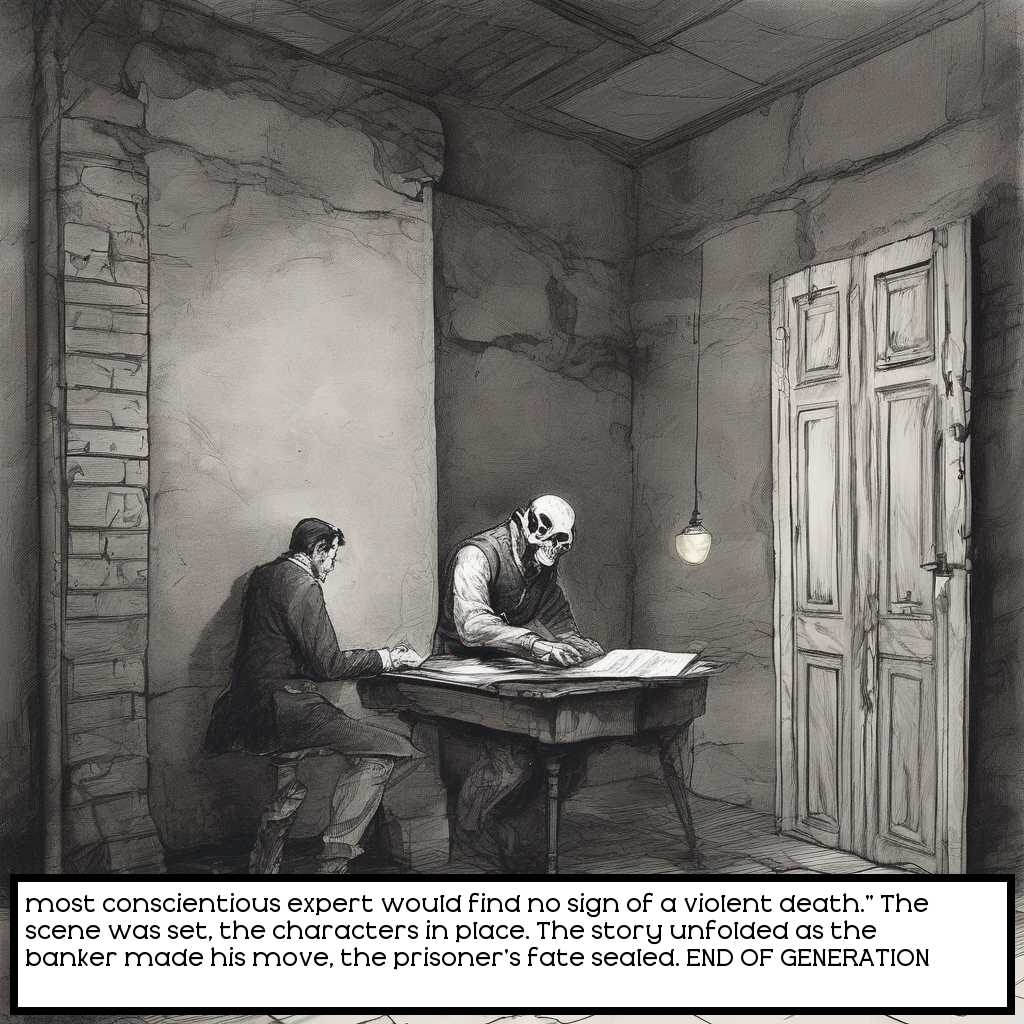 most conscientious expert would find no sign of a violent death." The
scene was set, the characters in place. The story unfolded as the
banker made his move, the prisoner's fate sealed. END OF GENERATION